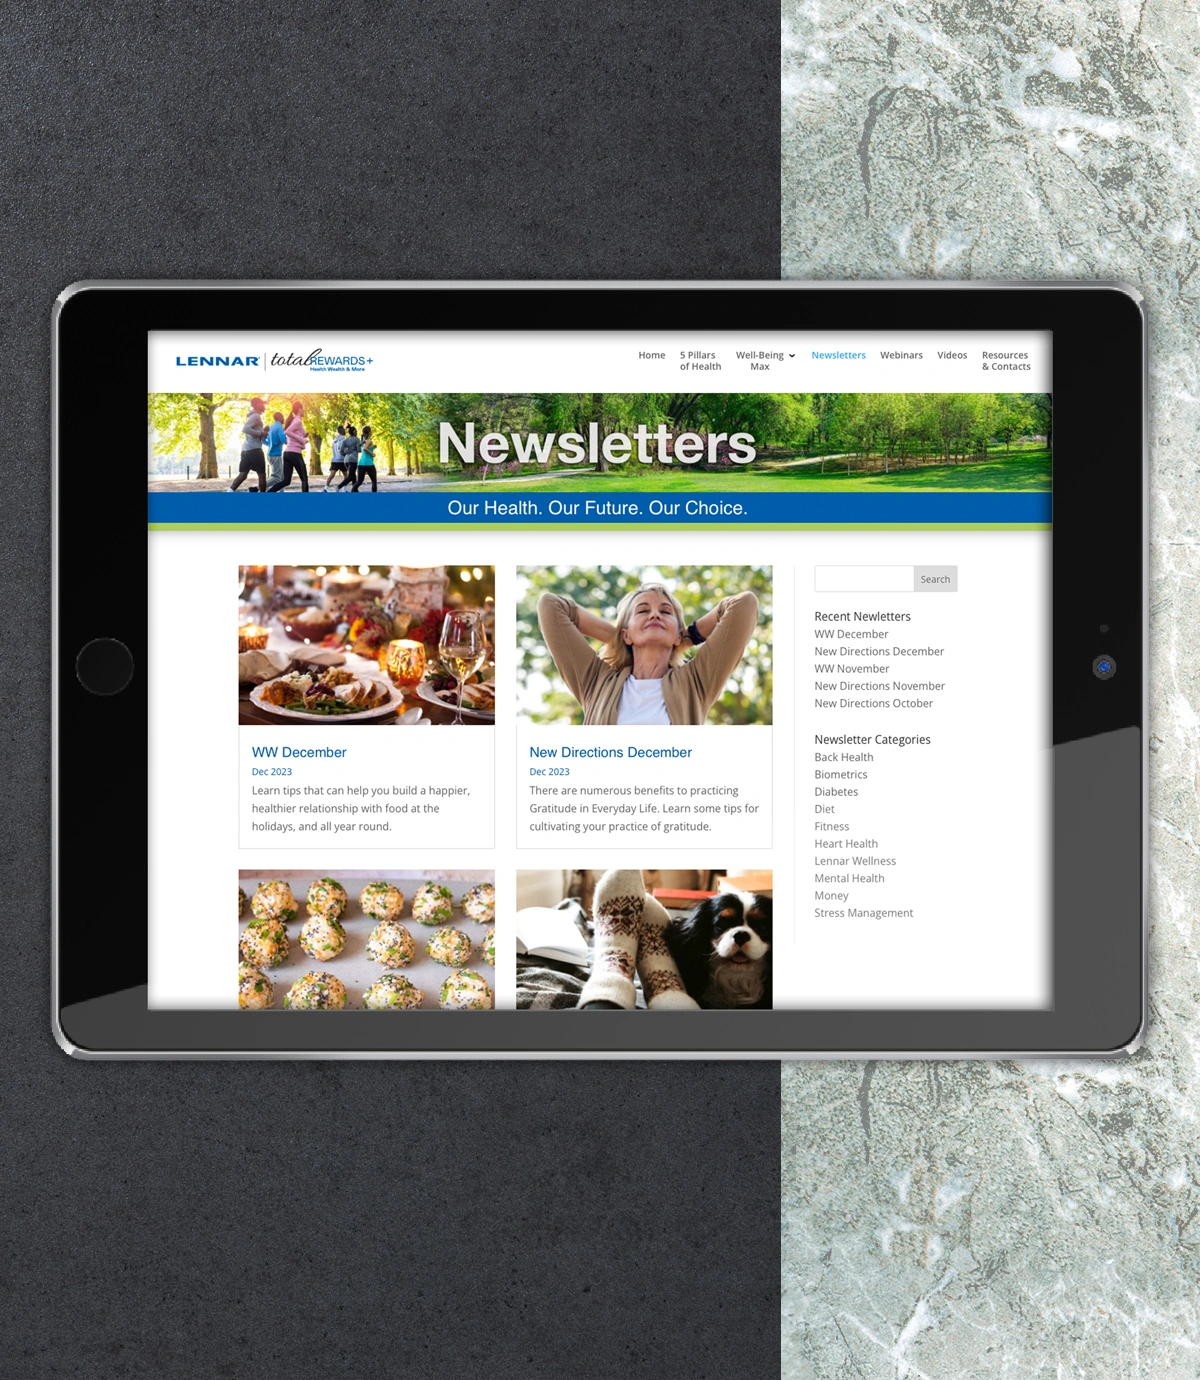 LENNAR | total REWARDS+
Health Wealth & More
Home
5 Pillars
of Health
Well-Being
Max
Newsletters
Webinars
Videos
Resources
& Contacts
Newsletters
Our Health. Our Future. Our Choice.
WW December
Dec 2023
Learn tips that can help you build a happier,
healthier relationship with food at the
holidays, and all year round.
New Directions December
Dec 2023
There are numerous benefits to practicing
Gratitude in Everyday Life. Learn some tips for
cultivating your practice of gratitude.
Search
Recent Newletters
WW December
New Directions December
WW November
New Directions November
New Directions October
Newsletter Categories
Back Health
Biometrics
Diabetes
Diet
Fitness
Heart Health
Lennar Wellness
Mental Health
Money
Stress Management